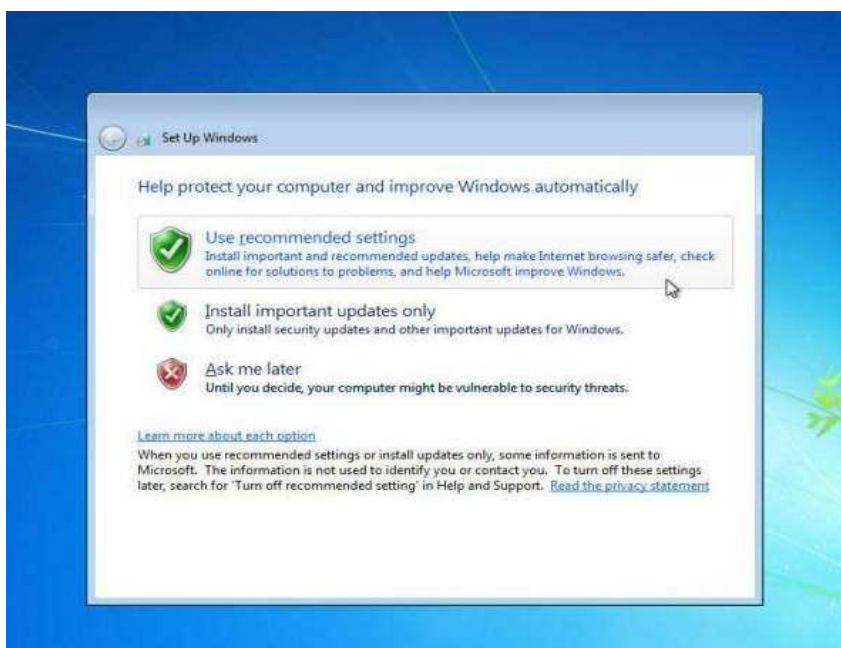 Set Up Windows
Help protect your computer and improve Windows automatically
Use recommended settings
Install important and recommended updates, help make Internet browsing safer, check
online for solutions to problems, and help Microsoft improve Windows.
Install important updates only
Only install security updates and other important updates for Windows.
Ask me later
Until you decide, your computer might be vulnerable to security threats.
Learn more about each option
When you use recommended settings or install updates only, some information is sent to
Microsoft. The information is not used to identify you or contact you. To turn off these settings
later, search for 'Turn off recommended setting' in Help and Support. Read the privacy statement